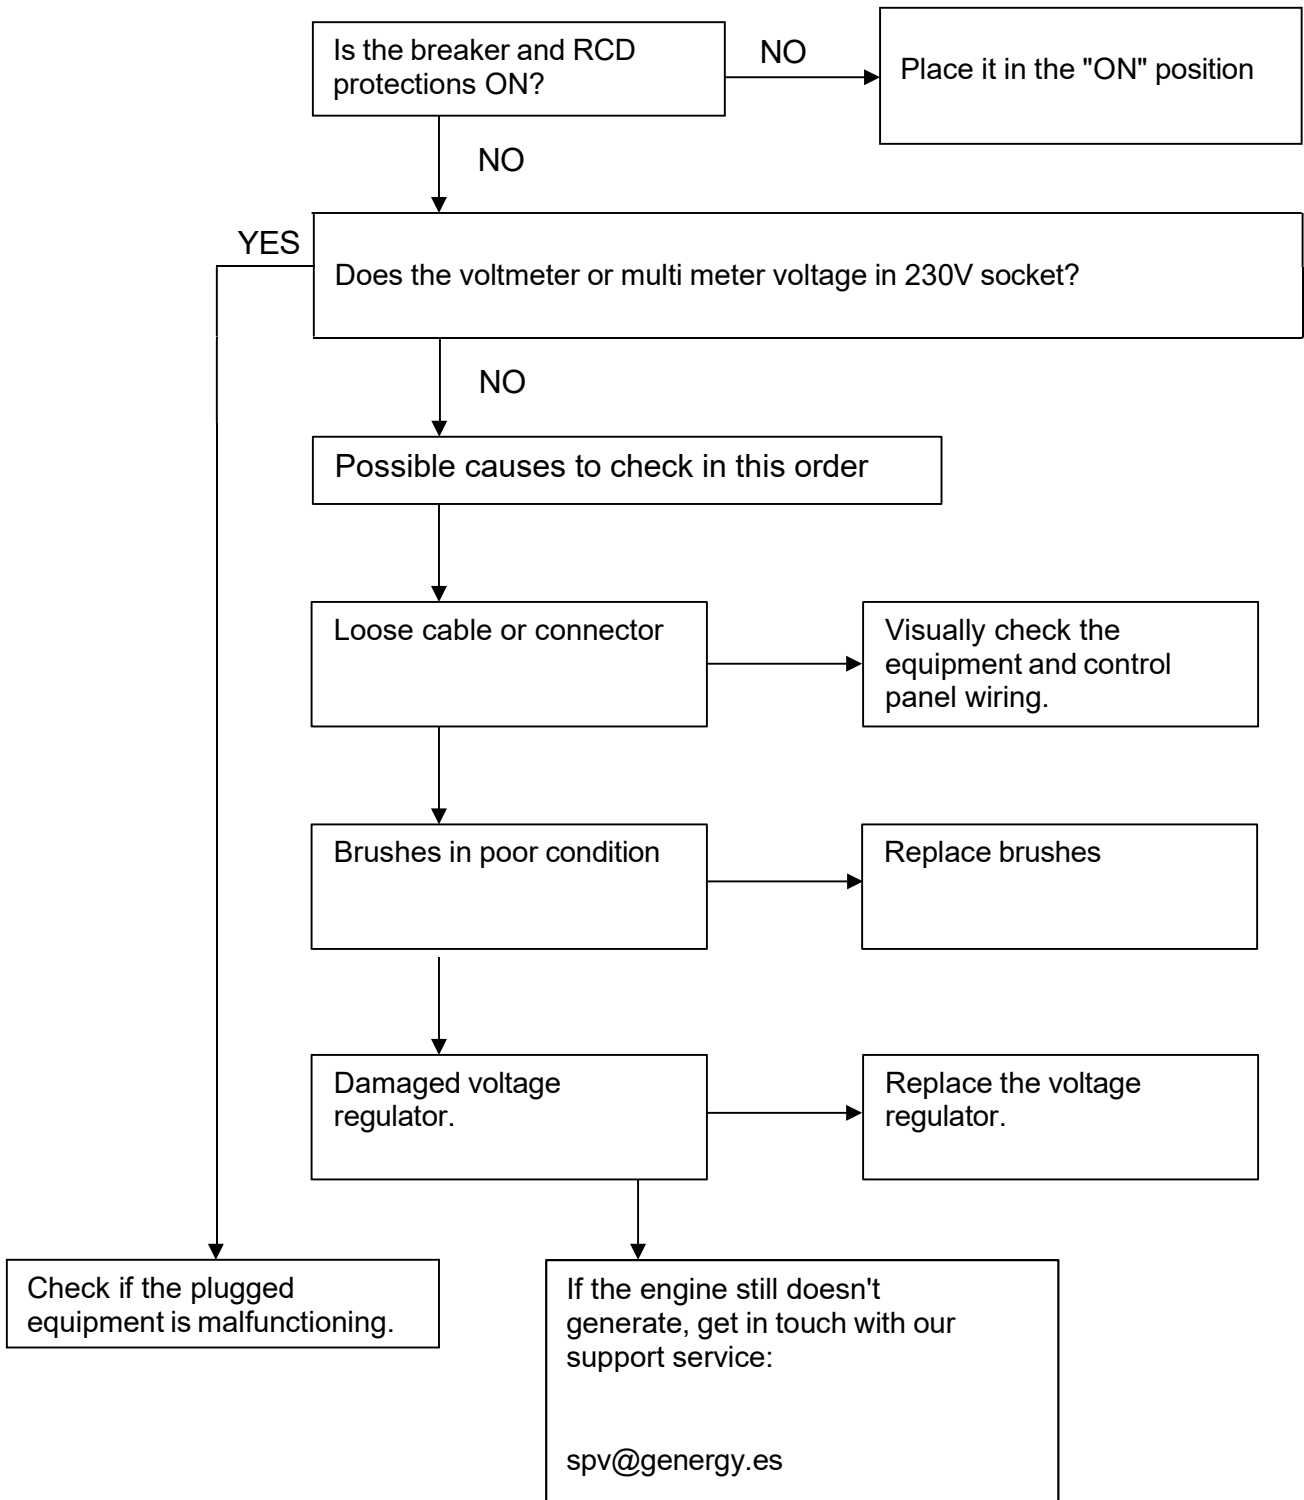 Is the breaker and RCD
protections ON?
NO
Place it in the "ON" position
NO
YES
Does the voltmeter or multi meter voltage in 230V socket?
NO
Possible causes to check in this order
Loose cable or connector
Visually check the
equipment and control
panel wiring.
Brushes in poor condition
Replace brushes
Damaged voltage
regulator.
Replace the voltage
regulator.
Check if the plugged
equipment is malfunctioning.
If the engine still doesn't
generate, get in touch with our
support service:
spv@genergy.es